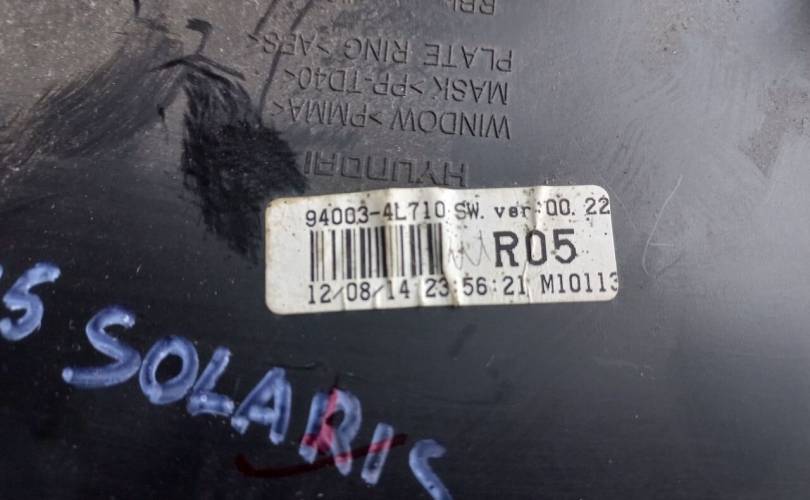 PLATE RING >ABS<
MASK >PP-TD40<
WINDOW >PMMA<
HYUNDAI
94003-4L710 SW. ver:00. 22
R05
12/08/14 23:56:21 M10113
SOLARIS